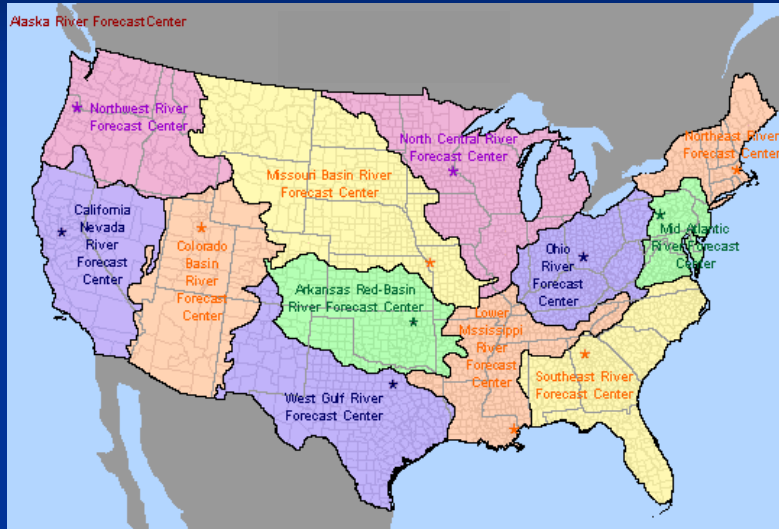 Alaska River Forecast Center
Northwest River
Forecast Center
North Central River
Forecast Center
Northeast River
Forecast Center
Missouri Basin River
Forecast Center
California
Nevada
River
Forecast
Center
Colorado
Basin
River
Forecast
Center
Ohio
River
Forecast
Center
Mid Atlantic
River Forecast
Center
Arkansas Red-Basin
River Forecast Center
Lower
Mississippi
River
Forecast
Center
Southeast River
Forecast Center
West Gulf River
Forecast Center